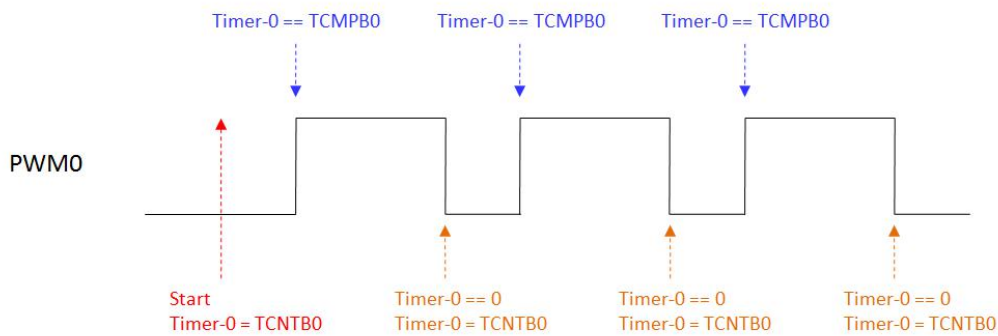 Timer-0 == TCMPB0
Timer-0 == TCMPB0
Timer-0 == TCMPB0
PWM0
Start
Timer-0 = TCNTB0
Timer-0 == 0
Timer-0 = TCNTB0
Timer-0 == 0
Timer-0 = TCNTB0
Timer-0 == 0
Timer-0 = TCNTB0